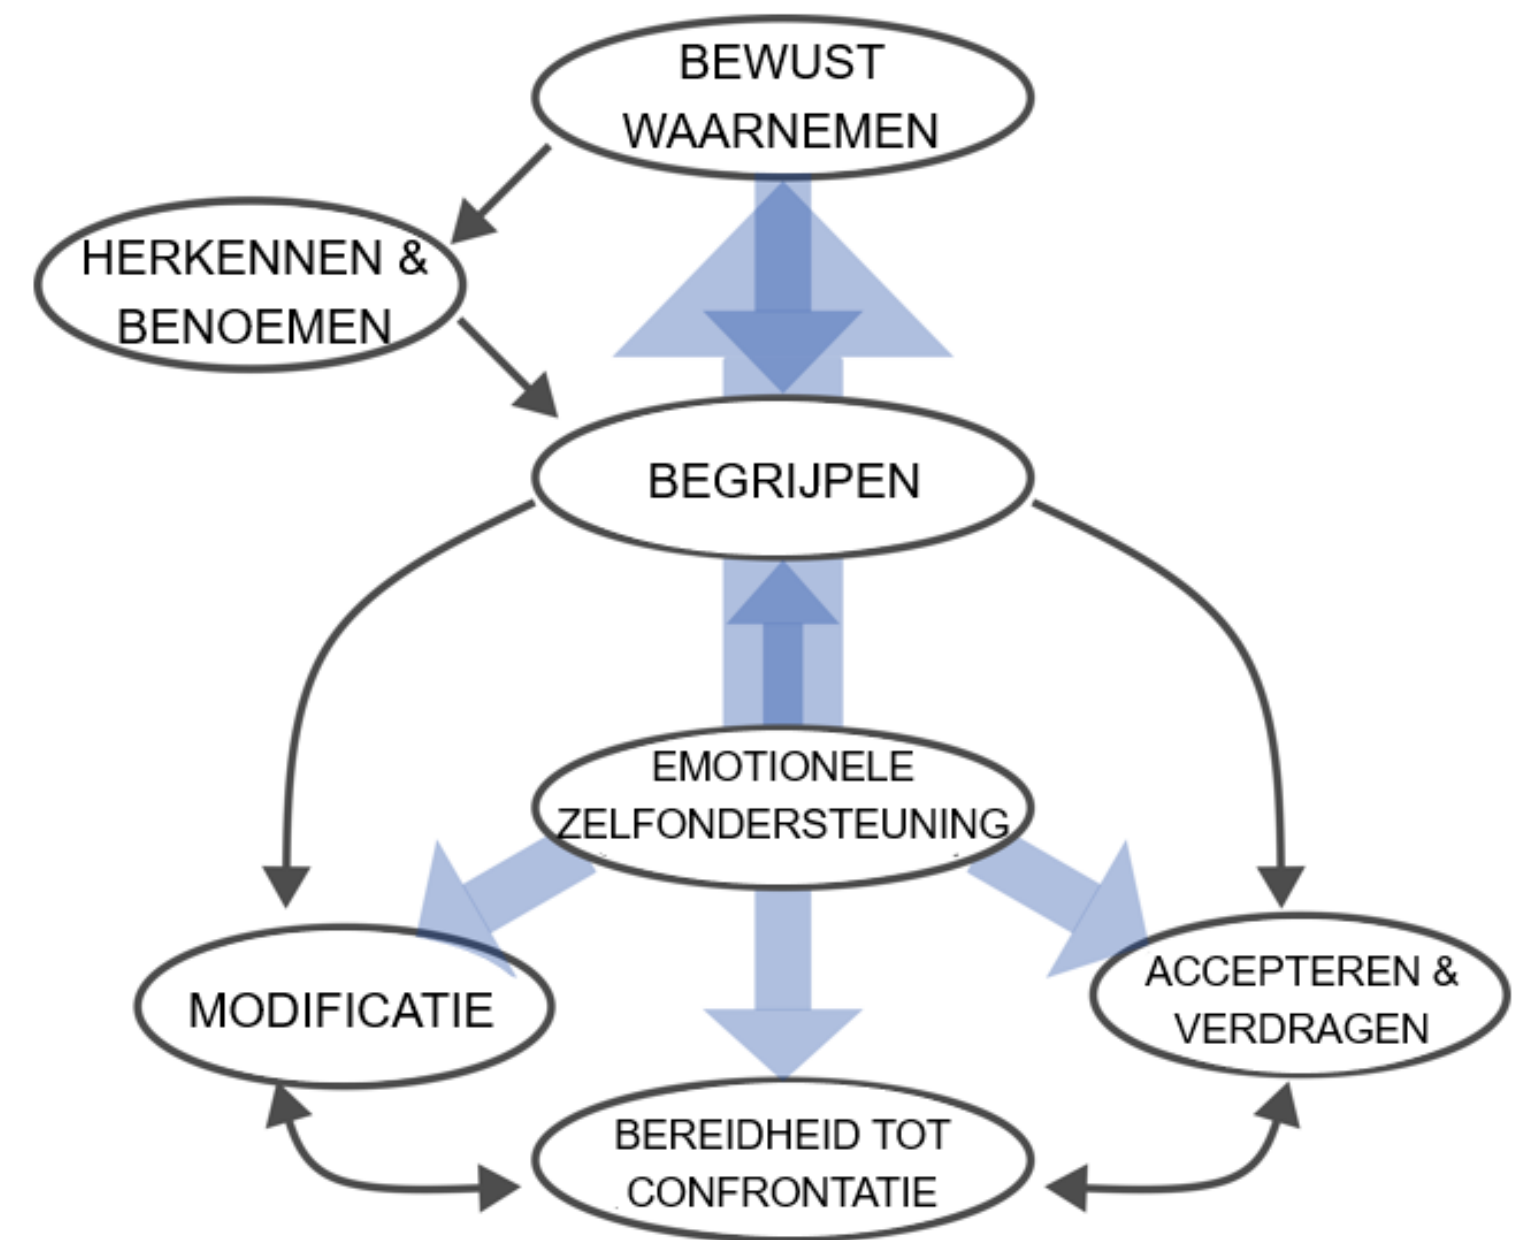 BEWUST
WAARNEMEN
HERKENNEN &
BENOEMEN
BEGRIJPEN
EMOTIONELE
ZELFONDERSTEUNING
MODIFICATIE
ACCEPTEREN &
VERDRAGEN
BEREIDHEID TOT
CONFRONTATIE